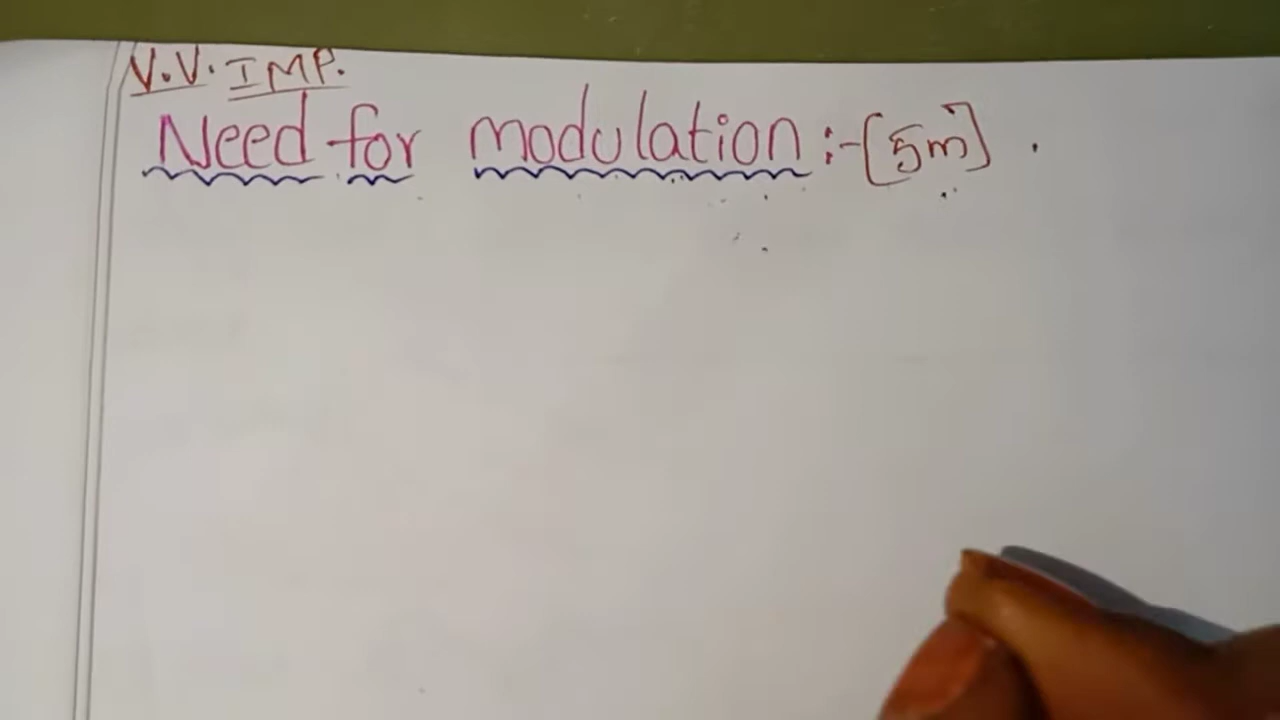 V.V. IMP.
Need for modulation :- [5m] .